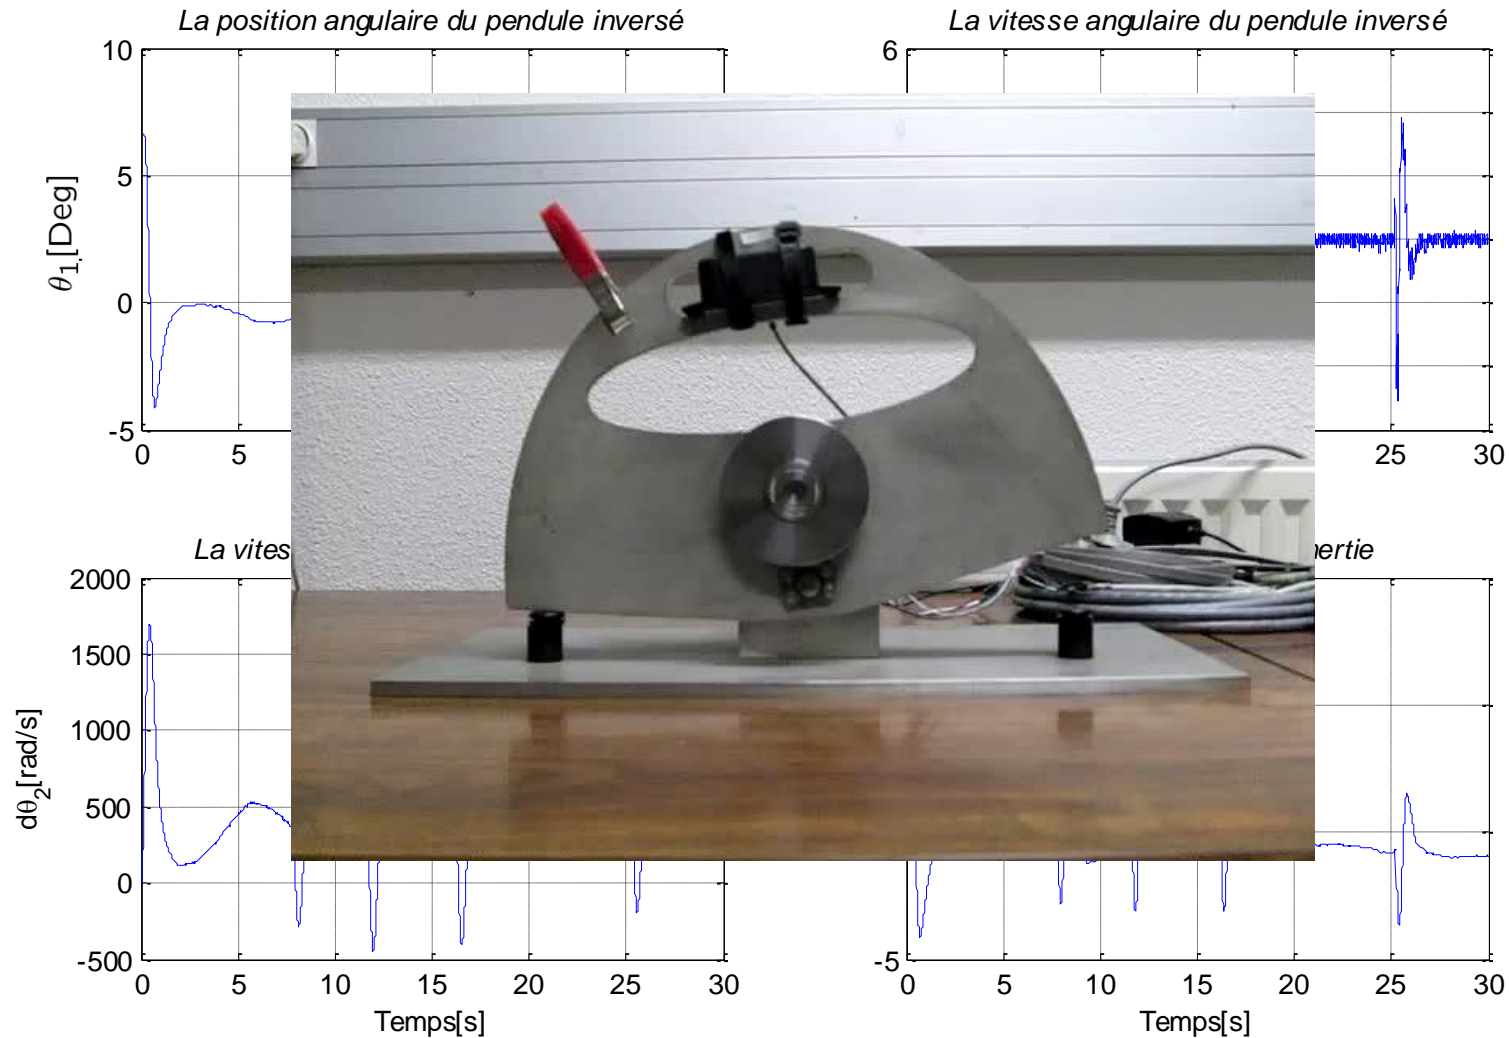 La position angulaire du pendule inversé
La vitesse angulaire du pendule inversé
10
5
0
-5
θ1.[Deg]
0 5
6
25 30
La vites
nertie
2000
1500
1000
500
0
-500
dθ2[rad/s]
0 5 10 15 20 25 30
Temps[s]
-5
0 5 10 15 20 25 30
Temps[s]